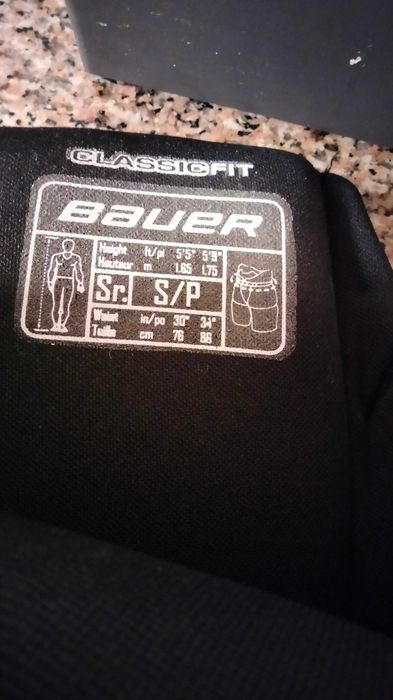 CLASSICFIT
BAUER
Height ft/pi 5'5" 5'9"
Hauteur m 1.65 1.75
Sr. S/P
Waist in/po 30" 34"
Taille cm 76 86